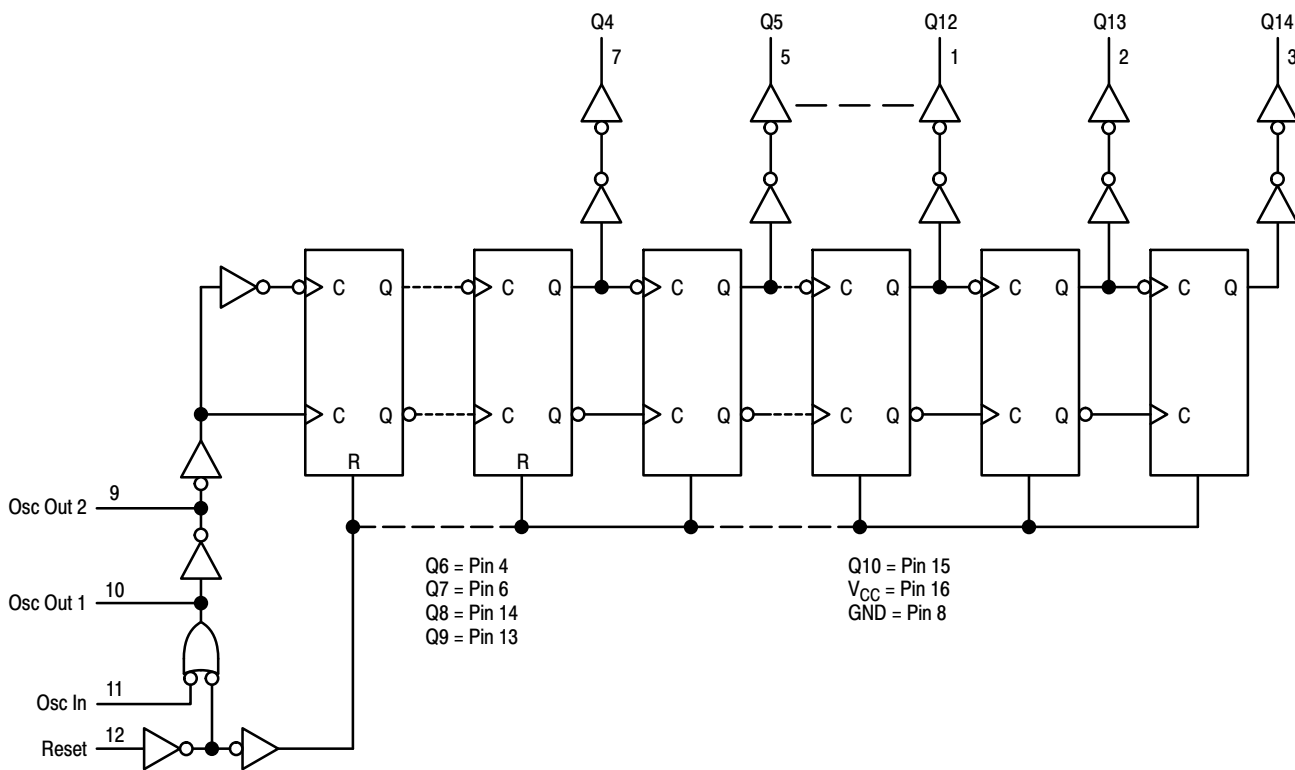 Q4 Q5 Q12 Q13 Q14
7 5 1 2 3
C Q C Q C Q C Q C Q C Q
C Q C Q C Q C Q C Q C
R R
Osc Out 2 9
Osc Out 1 10
Osc In 11
Reset 12
Q6 = Pin 4
Q7 = Pin 6
Q8 = Pin 14
Q9 = Pin 13
Q10 = Pin 15
VCC = Pin 16
GND = Pin 8